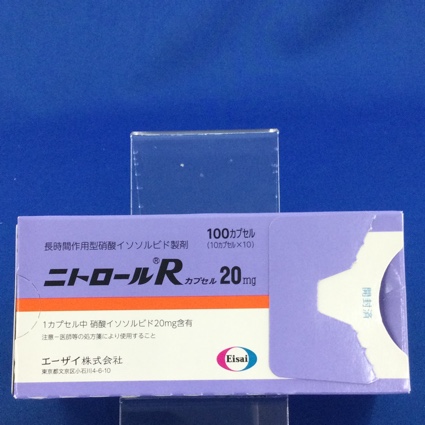 長時間作用型硝酸イソソルビド製剤
100カプセル
(10カプセル×10)
ニトロール®Rカプセル 20mg
1カプセル中 硝酸イソソルビド20mg含有
注意-医師等の処方箋により使用すること
エーザイ株式会社
東京都文京区小石川4-6-10
Eisai
開封済